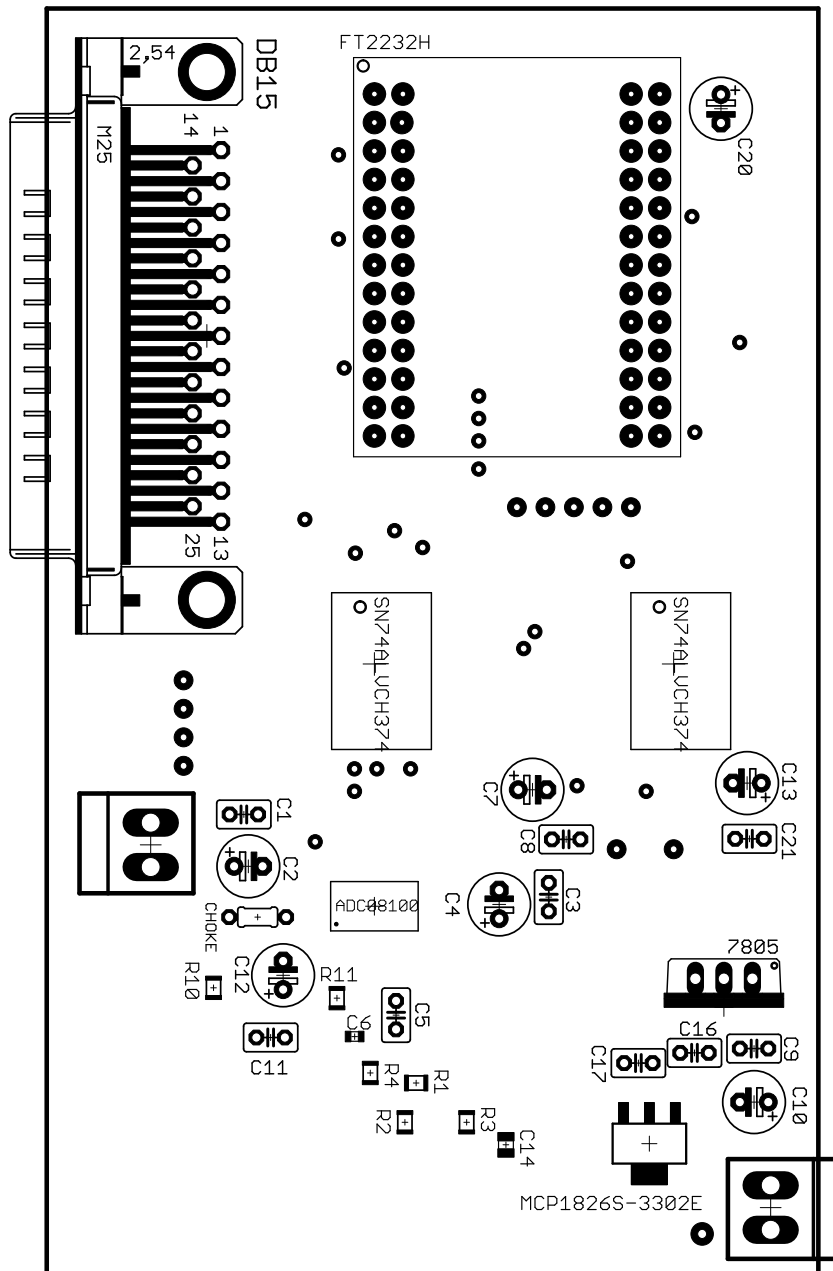 FT2232H
2,54
DB15
+
C20
M25
14
1
25
13
SN74ALVCH374
SN74ALVCH374
+
C7
C13
+
C1
C8
C21
+
C2
ADC08100
C4
+
C3
CHOKE
7805
R10
C12
+
R11
C5
C6
C11
C16
C9
C17
R4
R1
C10
+
R2
R3
C14
MCP1826S-3302E